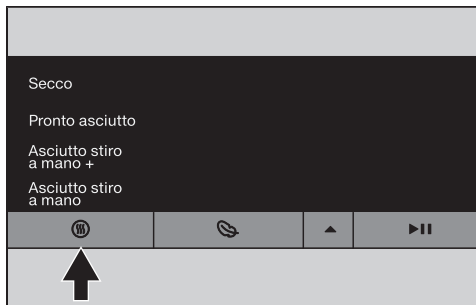 Secco
Pronto asciutto
Asciutto stiro
a mano +
Asciutto stiro
a mano